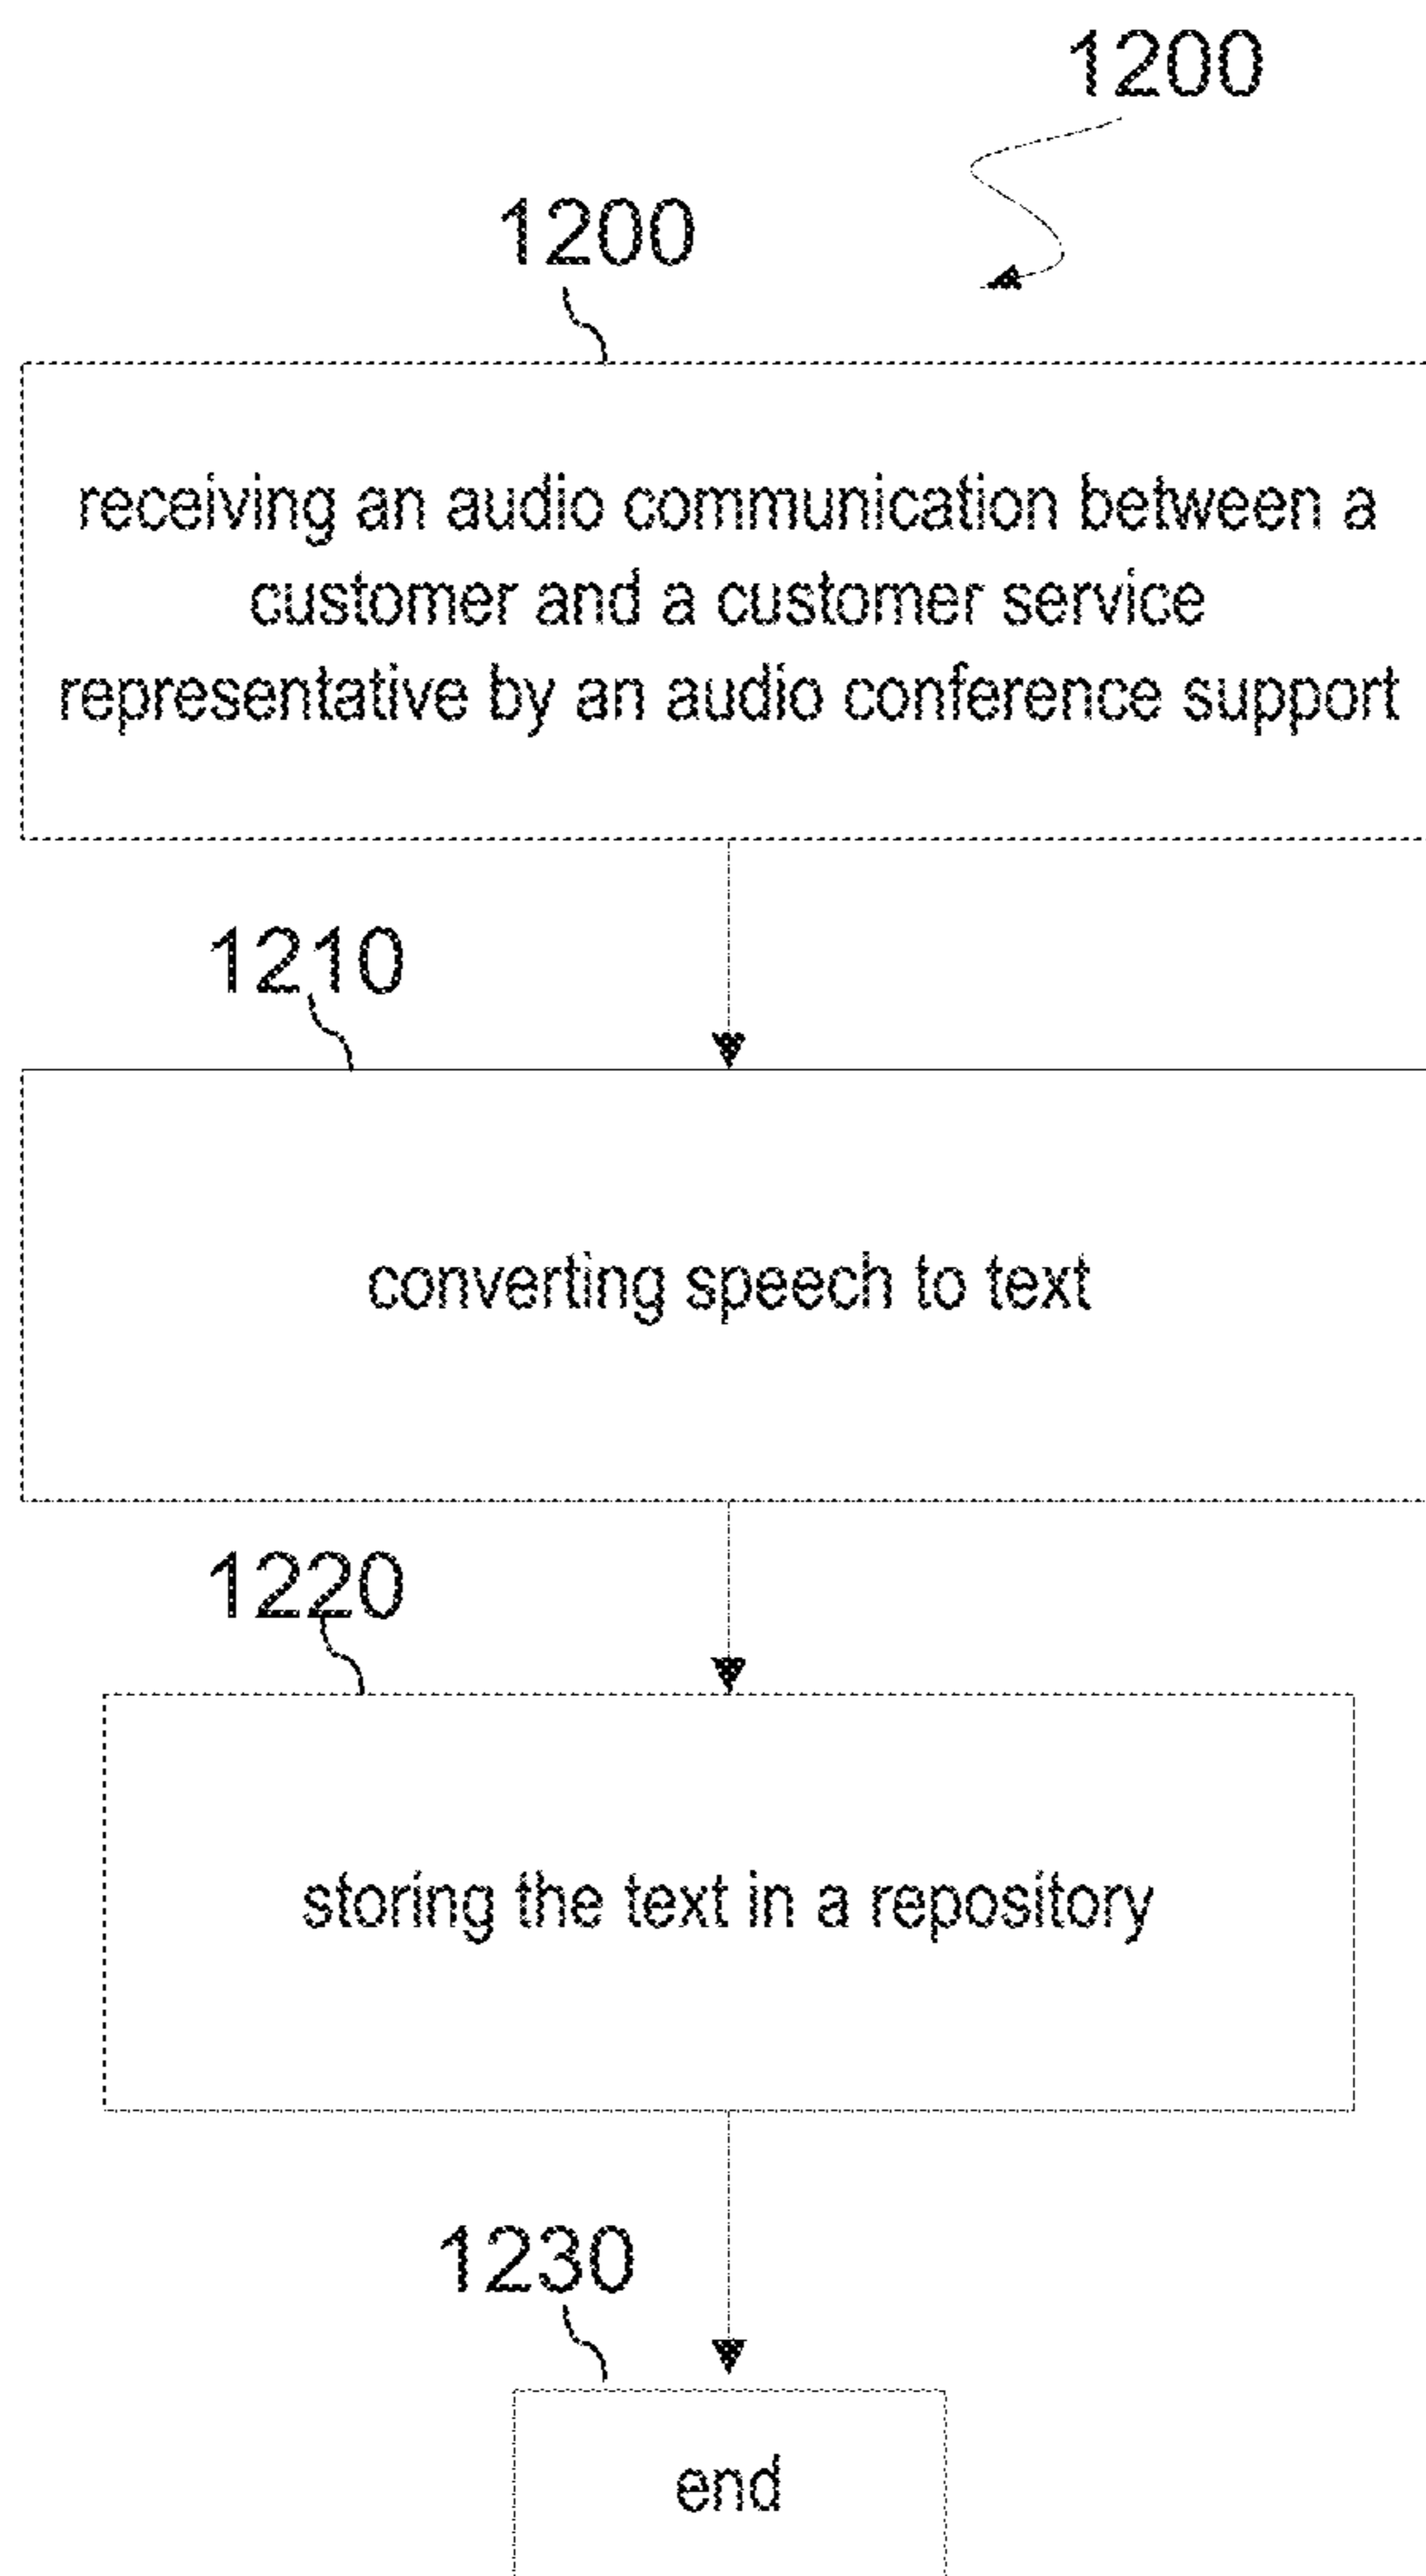 1200
1200
receiving an audio communication between a
customer and a customer service
representative by an audio conference support
1210
converting speech to text
1220
storing the text in a repository
1230
end